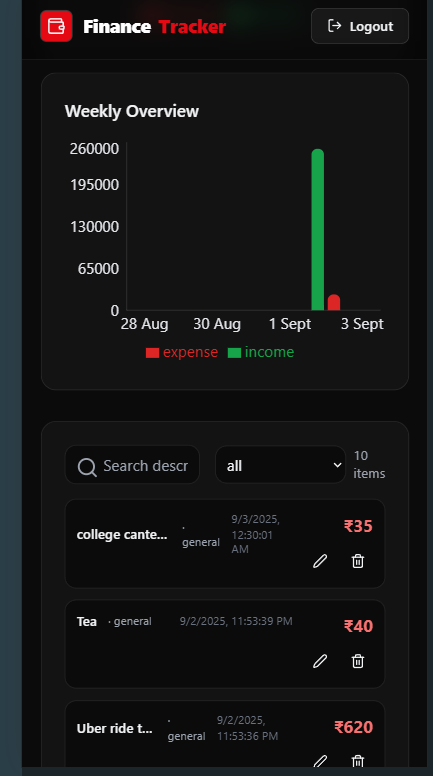 Finance Tracker
Logout
Weekly Overview
260000
195000
130000
65000
0
28 Aug 30 Aug 1 Sept 3 Sept
expense income
Search descr
all
10
items
college cante...
·
general
9/3/2025,
12:30:01
AM
₹35
Tea · general 9/2/2025, 11:53:39 PM ₹40
Uber ride t...
·
general
9/2/2025,
11:53:36 PM
₹620